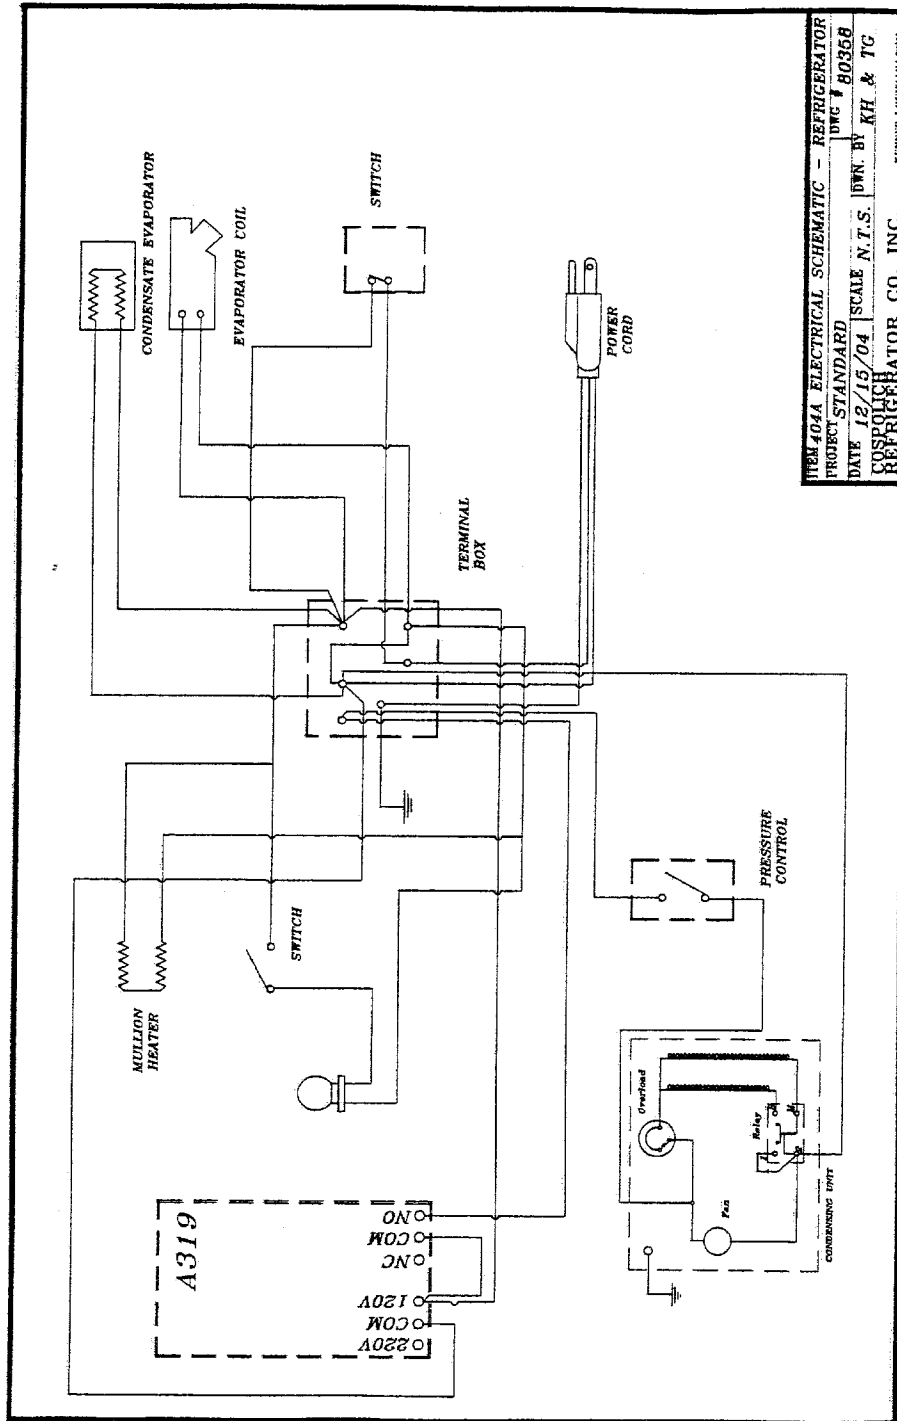 CONDENSATE EVAPORATOR
EVAPORATOR COIL
SWITCH
POWER
CORD
TERMINAL
BOX
PRESSURE
CONTROL
MULLION
HEATER
SWITCH
A319
NO
COM
NC
120V
COM
220V
Overload
Relay
Fan
CONDENSING UNIT
ITEM 404A ELECTRICAL SCHEMATIC - REFRIGERATOR
PROJECT STANDARD DWG # 80358
DATE 12/15/04 SCALE N.T.S. DWN. BY KH & TG
COSPOLICH
REFRIGERATOR CO. INC.